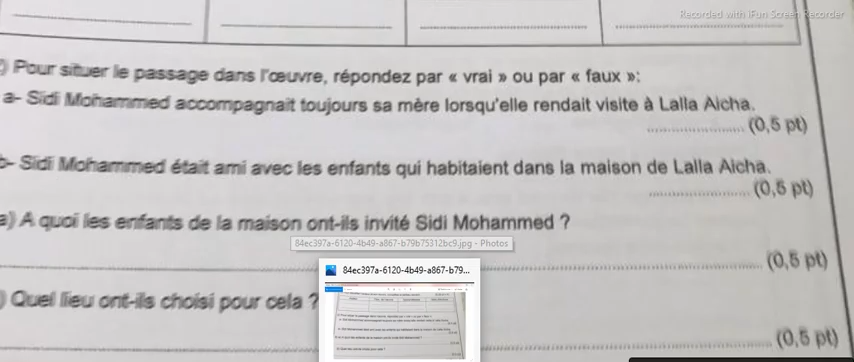 Recorded with iFun Screen Recorder
) Pour situer le passage dans l'œuvre, répondez par « vrai » ou par « faux »:
a- Sidi Mohammed accompagnait toujours sa mère lorsqu'elle rendait visite à Lalla Aicha.
........................ (0,5 pt)
b- Sidi Mohammed était ami avec les enfants qui habitaient dans la maison de Lalla Aicha.
........................ (0,5 pt)
a) A quoi les enfants de la maison ont-ils invité Sidi Mohammed ?
84ec397a-6120-4b49-a867-b79b75312bc9.jpg - Photos
84ec397a-6120-4b49-a867-b79...
(0,5 pt)
) Quel lieu ont-ils choisi pour cela ?
(0,5 pt)